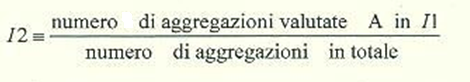 numero di aggregazioni valutate A in I1
I2 ≡
numero di aggregazioni in totale